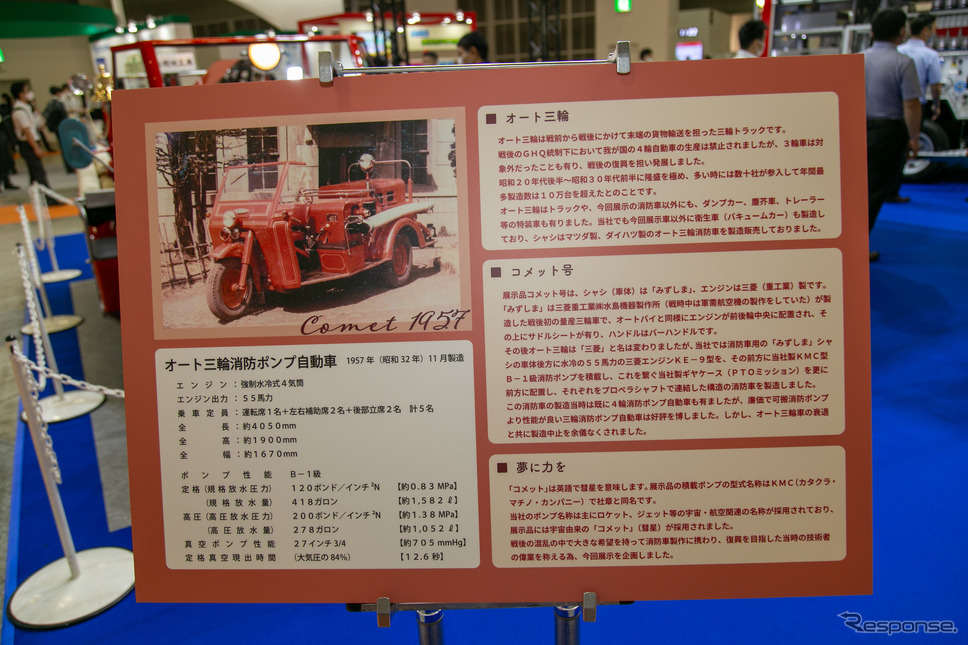 Comet 1957
オート三輪消防ポンプ自動車 1957年（昭和32年）11月製造
エンジン：強制水冷式４気筒
エンジン出力：５５馬力
乗車定員：運転席１名＋左右補助席２名＋後部立席２名 計５名
全長：約４０５０mm
全高：約１９００mm
全幅：約１６７０mm
ポンプ性能 Ｂ－１級
定格（規格放水圧力） １２０ポンド／インチ²N 【約0.83 MPa】
（規格放水量） ４１８ガロン 【約1,582 ℓ】
高圧（高圧放水圧力） ２００ポンド／インチ²N 【約1.38 MPa】
（高圧放水量） ２７８ガロン 【約1,052 ℓ】
真空ポンプ性能 ２７インチ3/4 【約705 mmHg】
定格真空現出時間 （大気圧の84%） 【12.6秒】
■ オート三輪
オート三輪は戦前から戦後にかけて末端の貨物輸送を担った三輪トラックです。
戦後のＧＨＱ統制下において我が国の４輪自動車の生産は禁止されましたが、３輪車は対
象外だったことも有り、戦後の復興を担い発展しました。
昭和２０年代後半～昭和３０年代前半に隆盛を極め、多い時には数十社が参入して年間最
多製造数は１０万台を超えたとのことです。
オート三輪はトラックや、今回展示の消防車以外にも、ダンプカー、塵芥車、トレーラー
等の特装車も有りました。当社でも今回展示車以外に衛生車（バキュームカー）も製造し
ており、シャシはマツダ製、ダイハツ製のオート三輪消防車を製造販売しておりました。
■ コメット号
展示品コメット号は、シャシ（車体）は「みずしま」、エンジンは三菱（重工業）製です。
「みずしま」は三菱重工業㈱水島機器製作所（戦時中は軍需航空機の製作をしていた）が製
造した戦後初の量産三輪車で、オートバイと同様にエンジンが前後輪中央に配置され、そ
の上にサドルシートが有り、ハンドルはバーハンドルです。
その後オート三輪は「三菱」と名は変わりましたが、当社では消防車用の「みずしま」シャ
シの車体後方に水冷の５５馬力の三菱エンジンＫＥ－９型を、その前方に当社製ＫＭＣ型
Ｂ－１級消防ポンプを積載し、これを繋ぐ当社製ギヤケース（ＰＴＯミッション）を更に
前方に配置し、それぞれをプロペラシャフトで連結した構造の消防車を製造しました。
この消防車の製造当時は既に４輪消防ポンプ自動車も有ましたが、廉価で可搬消防ポンプ
より性能が良い三輪消防ポンプ自動車は好評を博しました。しかし、オート三輪車の衰退
と共に製造中止を余儀なくされました。
■ 夢に力を
「コメット」は英語で彗星を意味します。展示品の積載ポンプの型式名称はＫＭＣ（カタクラ・
マチノ・カンパニー）で社章と同名です。
当社のポンプ名称は主にロケット、ジェット等の宇宙・航空関連の名称が採用されており、
展示品には宇宙由来の「コメット」（彗星）が採用されました。
戦後の混乱の中で大きな希望を持って消防車製作に携わり、復興を目指した当時の技術者
の偉業を称える為、今回展示を企画しました。
Response.